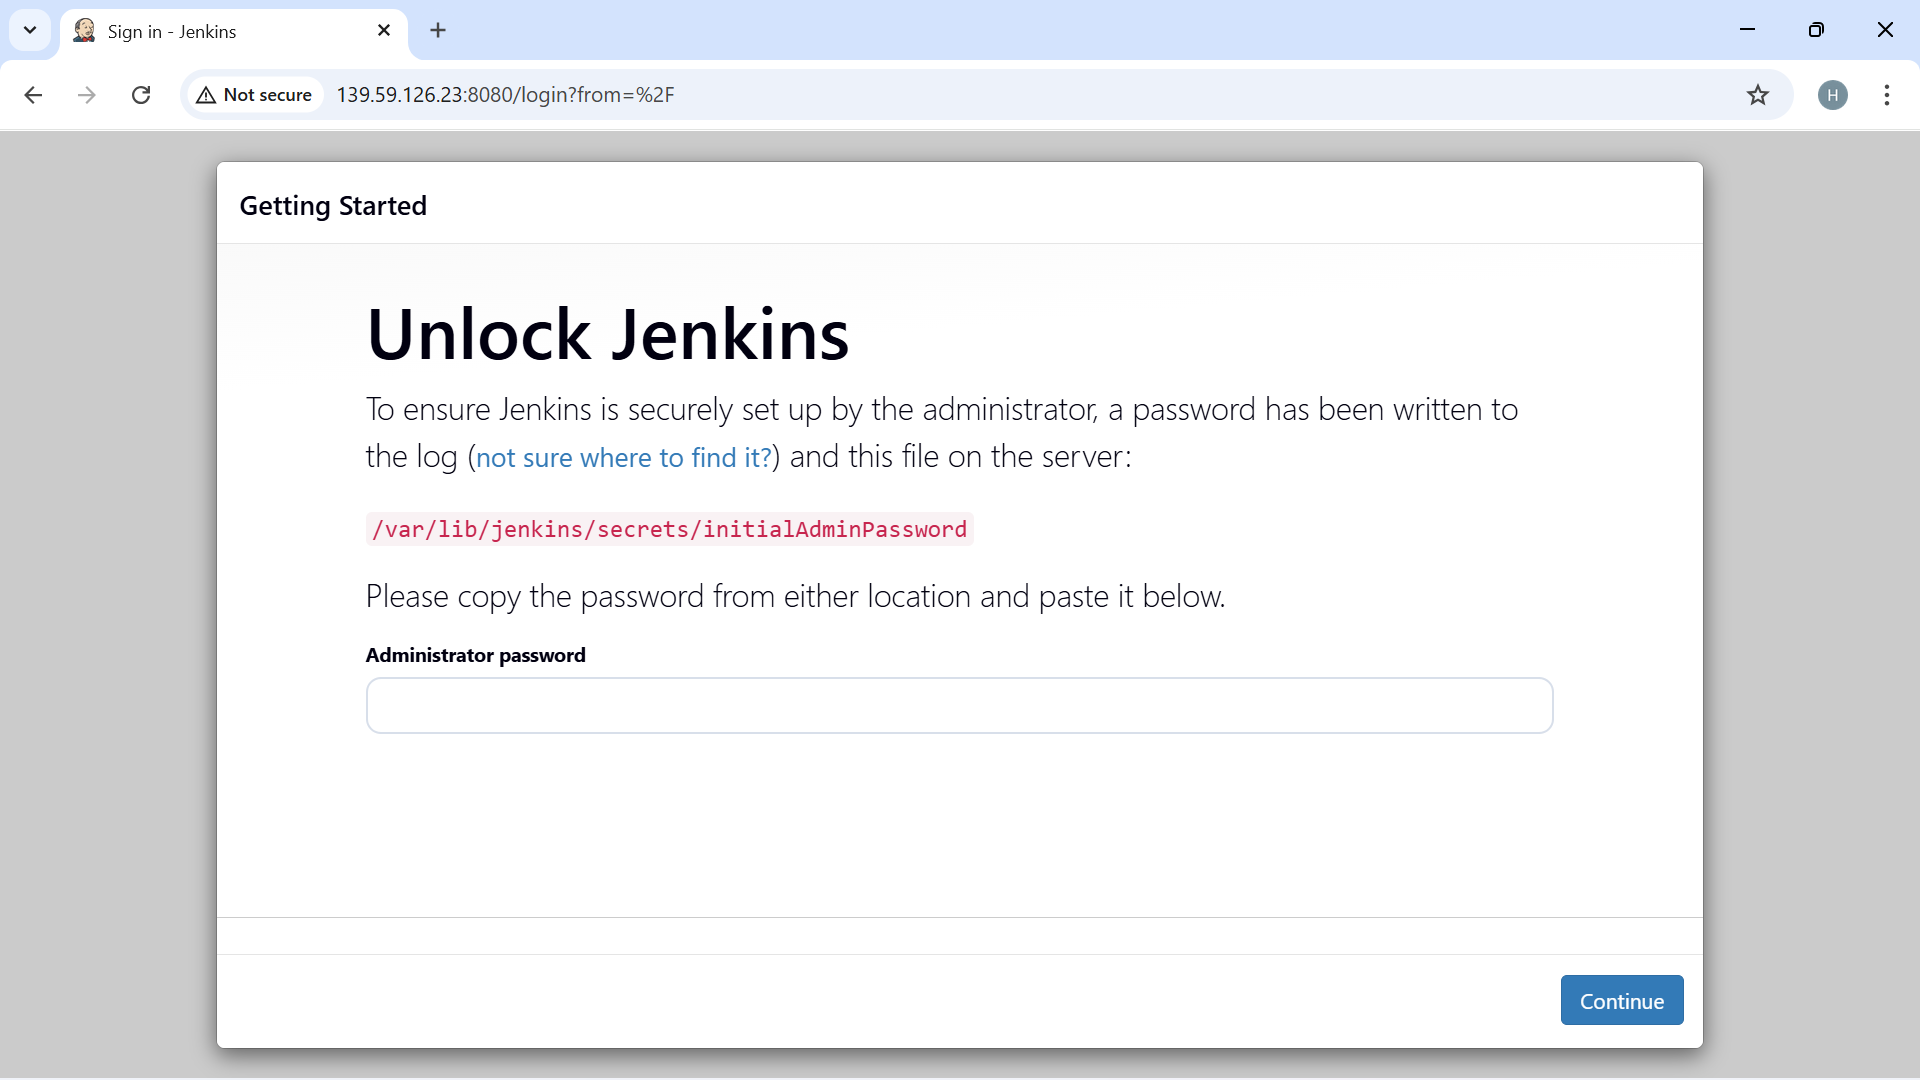 Sign in - Jenkins
Not secure
139.59.126.23:8080/login?from=%2F
H
Getting Started
Unlock Jenkins
To ensure Jenkins is securely set up by the administrator, a password has been written to
the log (not sure where to find it?) and this file on the server:
/var/lib/jenkins/secrets/initialAdminPassword
Please copy the password from either location and paste it below.
Administrator password
Continue